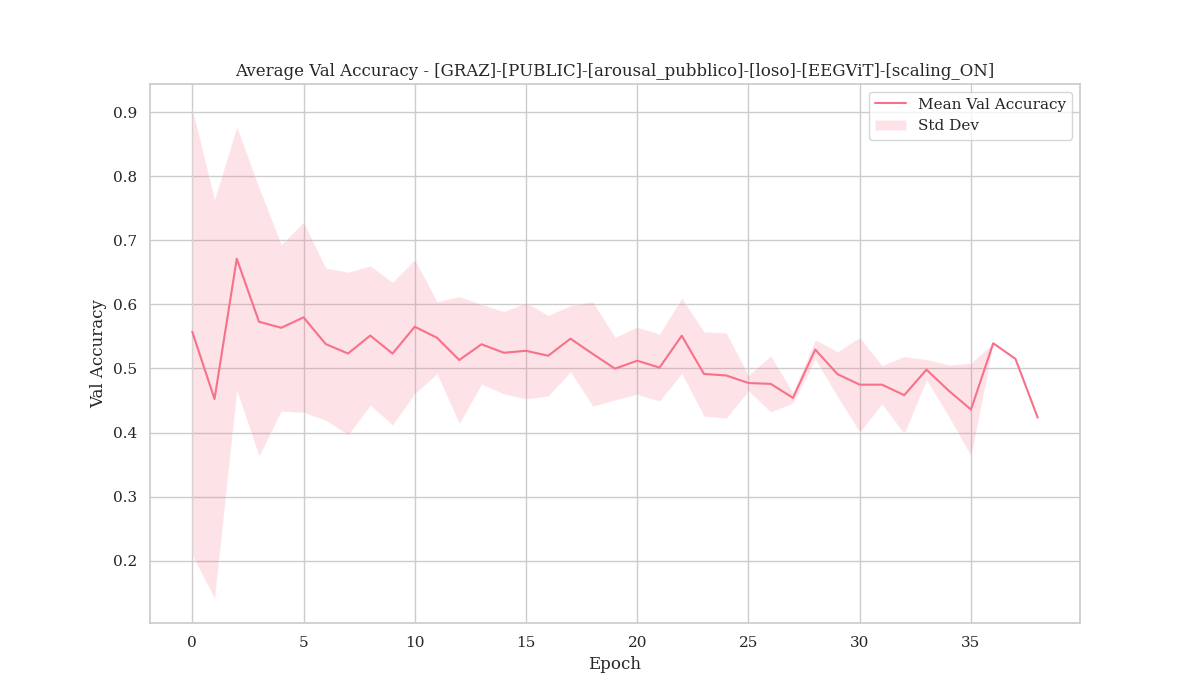 Average Val Accuracy - [GRAZ]-[PUBLIC]-[arousal_pubblico]-[loso]-[EEGViT]-[scaling_ON]
Mean Val Accuracy
Std Dev
Val Accuracy
0.9
0.8
0.7
0.6
0.5
0.4
0.3
0.2
0 5 10 15 20 25 30 35
Epoch